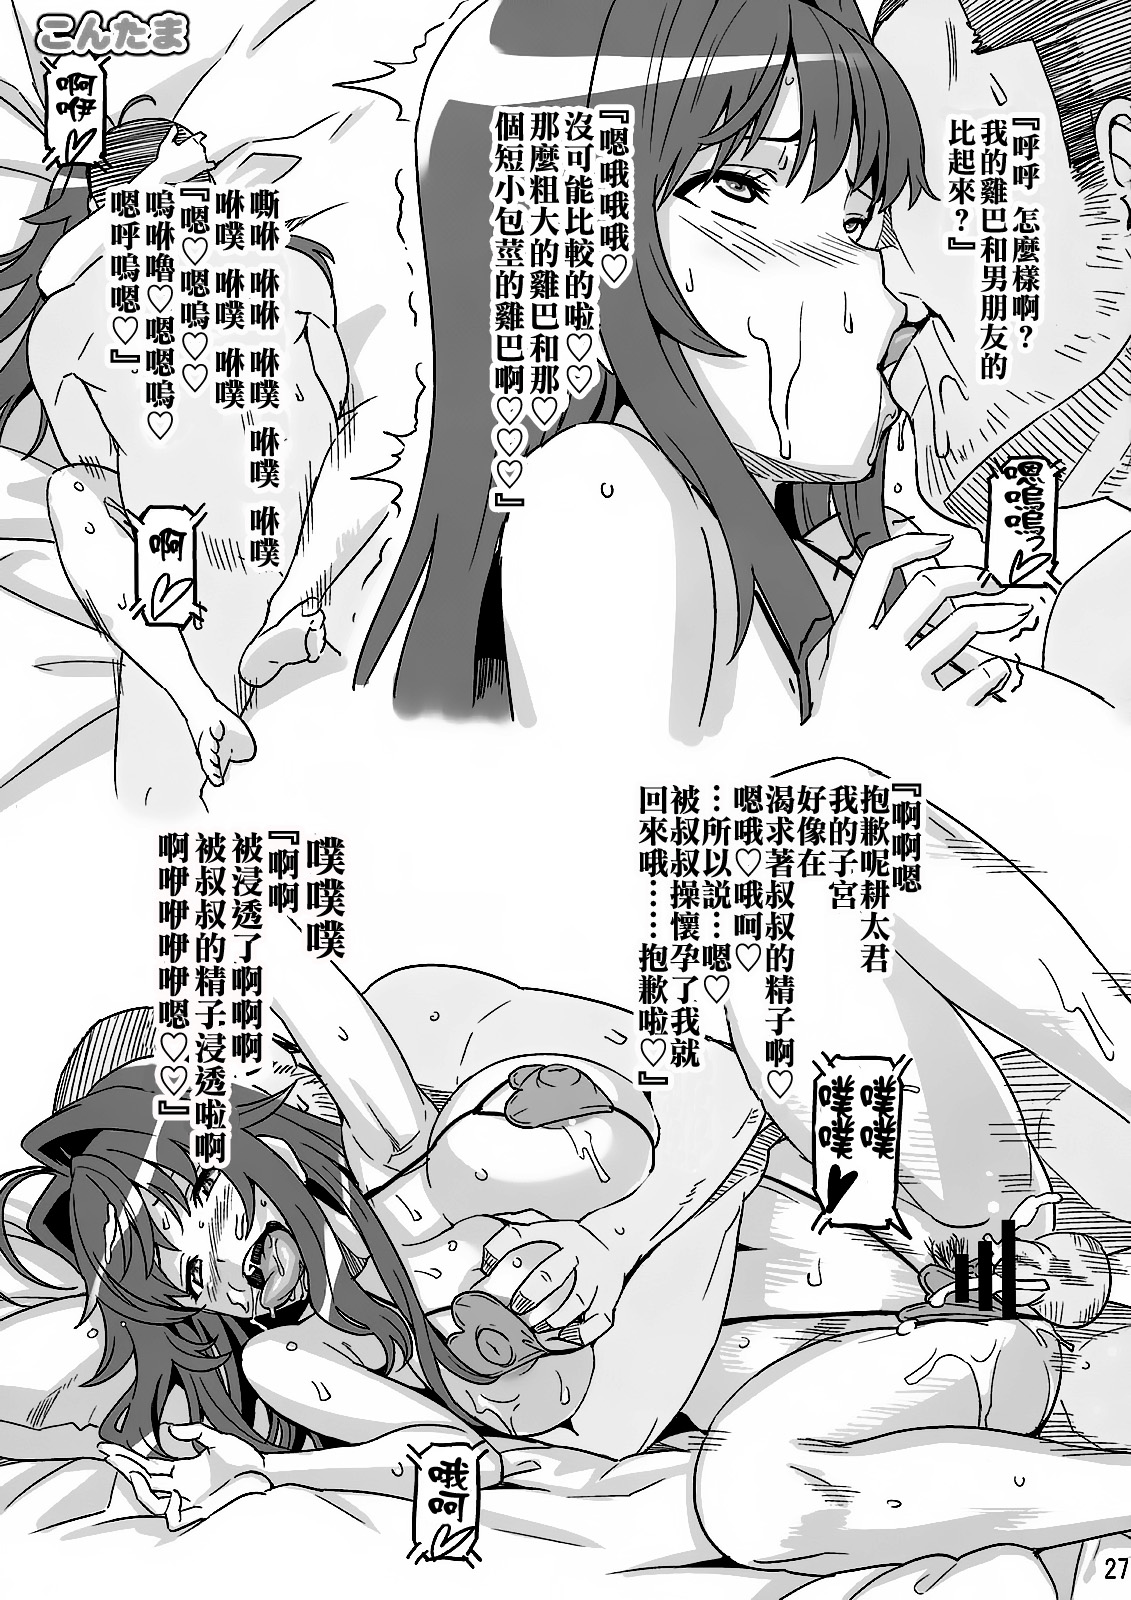 こんたま
『呼呼 怎麼樣啊?
我的雞巴和男朋友的
比起來?』
嗯嗚嗚
『嗯哦哦哦♡
沒可能比較的啦♡♡
那麼粗大的雞巴和那♡
個短小包莖的雞巴啊♡♡♡』
啊咿♡
嘶咻 咻咻 咻噗 咻噗 咻噗
咻噗 咻噗 咻噗
『嗯♡嗯嗚♡♡
嗚咻嚕♡嗯嗯嗚♡
嗯呼嗚嗯♡』
啊♡
『啊啊嗯
抱歉呢耕太君
我的子宮
好像在
渴求著叔叔的精子啊♡
嗯哦♡哦呵♡
…所以說…嗯♡
被叔叔操懷孕了我就
回來哦……抱歉啦♡』
噗噗
噗噗♡
噗噗噗
『啊啊
被浸透了啊啊啊
被叔叔的精子浸透啦啊
啊咿咿咿咿嗯♡♡』
哦呵♡
27